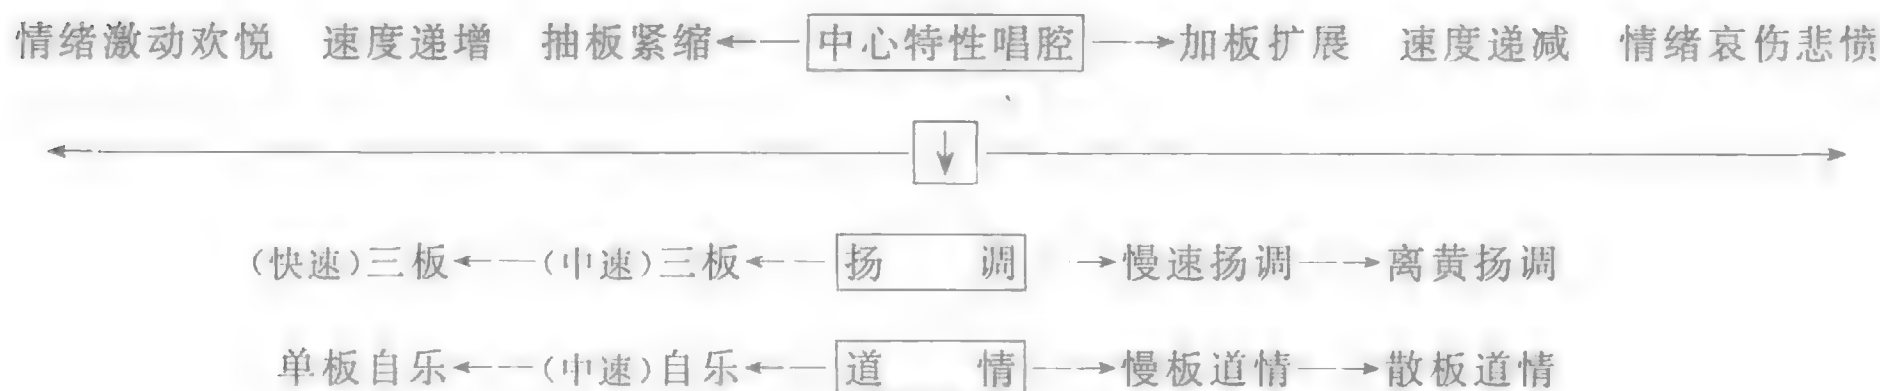 情绪激动欢悦 速度递增 抽板紧缩←—中心特性唱腔—→加板扩展 速度递减 情绪哀伤悲愤
↓
(快速)三板←—(中速)三板←—扬 调—→慢速扬调—→离黄扬调
单板自乐←—(中速)自乐←—道 情—→慢板道情—→散板道情